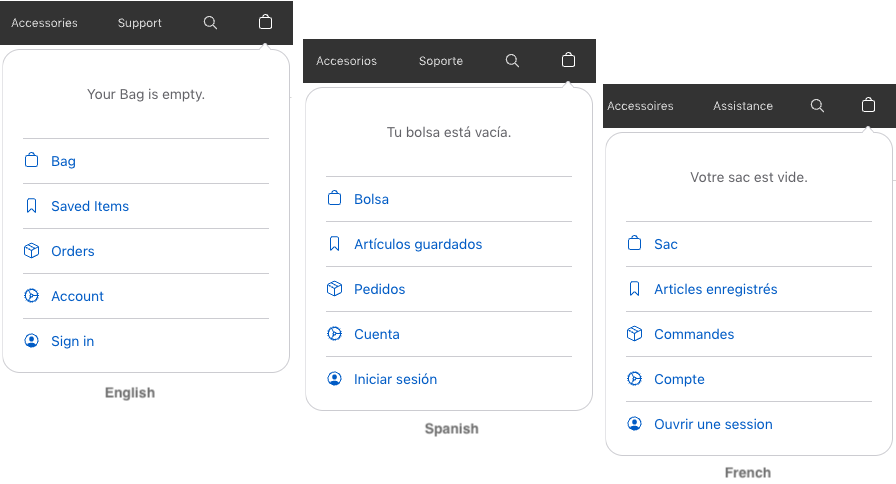 Accessories Support
Your Bag is empty.
Bag
Saved Items
Orders
Account
Sign in
English
Accesorios Soporte
Tu bolsa está vacía.
Bolsa
Artículos guardados
Pedidos
Cuenta
Iniciar sesión
Spanish
Accessoires Assistance
Votre sac est vide.
Sac
Articles enregistrés
Commandes
Compte
Ouvrir une session
French